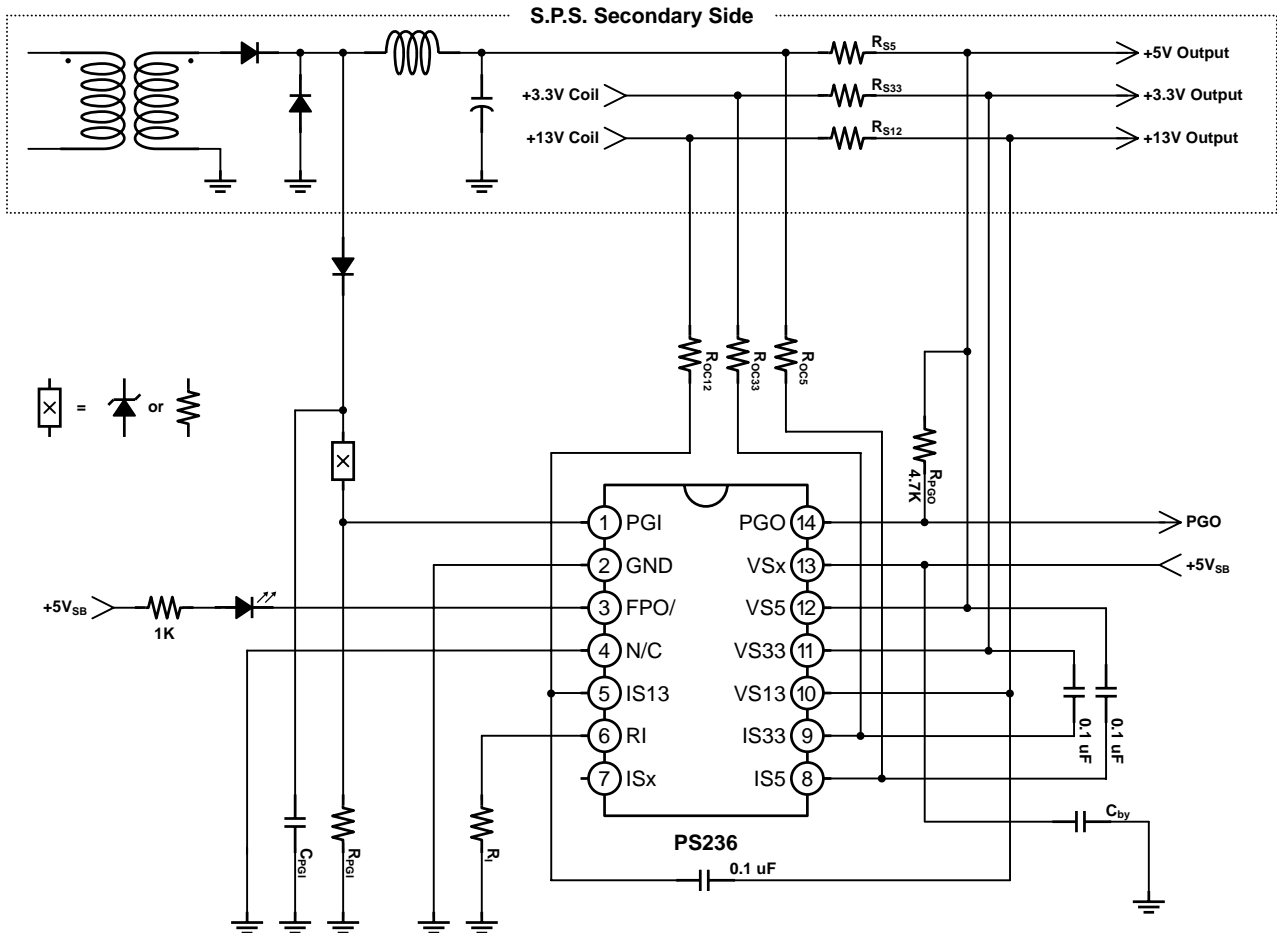 S.P.S. Secondary Side
RS5
+5V Output
+3.3V Coil
RS33
+3.3V Output
+13V Coil
RS12
+13V Output
ROC12
ROC33
ROC5
= or
RPGO
4.7K
1 PGI
PGO 14
PGO
2 GND
VSx 13
+5VSB
+5VSB
1K
3 FPO/
VS5 12
4 N/C
VS33 11
5 IS13
VS10 10
6 RI
IS33 9
7 ISx
IS5 8
0.1 uF
0.1 uF
CPGI
RPGI
RI
PS236
0.1 uF
Cby